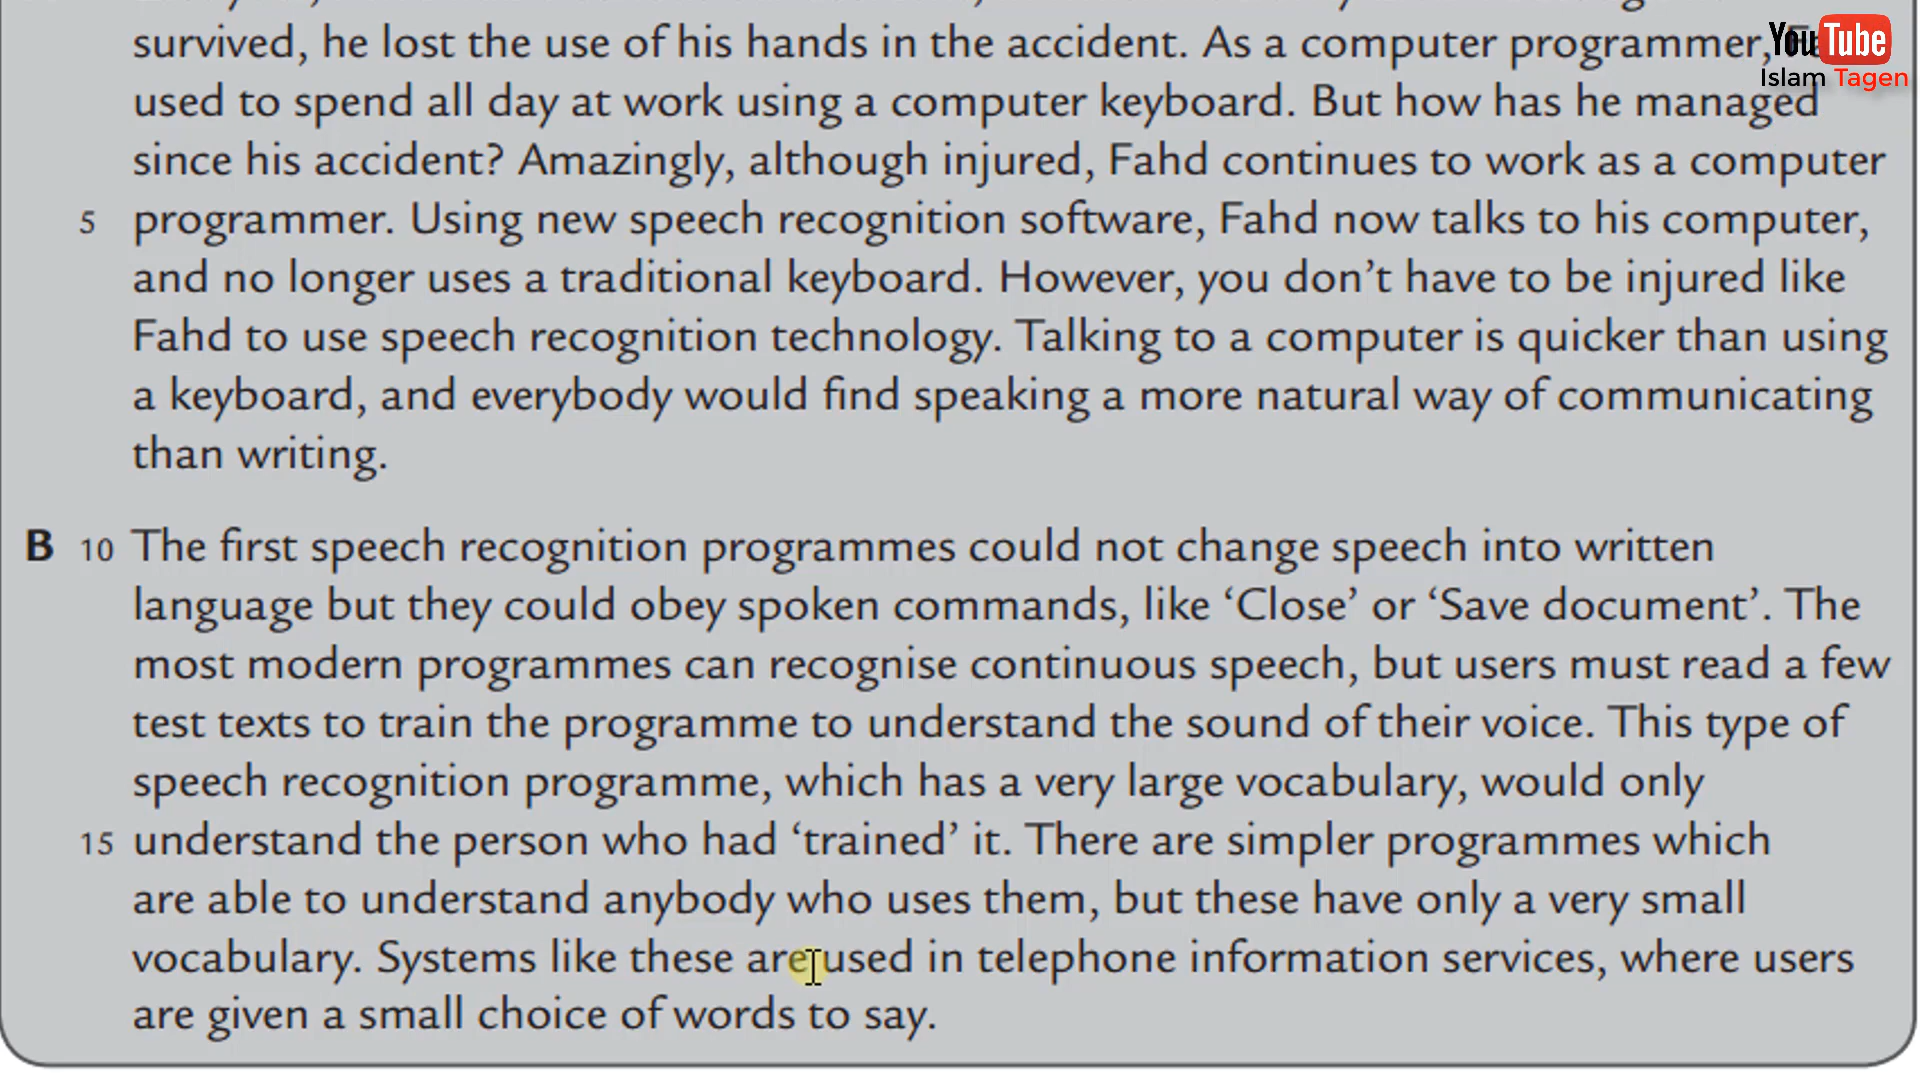 survived, he lost the use of his hands in the accident. As a computer programmer,
YouTube
Islam Tagen
used to spend all day at work using a computer keyboard. But how has he managed
since his accident? Amazingly, although injured, Fahd continues to work as a computer
5 programmer. Using new speech recognition software, Fahd now talks to his computer,
and no longer uses a traditional keyboard. However, you don’t have to be injured like
Fahd to use speech recognition technology. Talking to a computer is quicker than using
a keyboard, and everybody would find speaking a more natural way of communicating
than writing.
B 10 The first speech recognition programmes could not change speech into written
language but they could obey spoken commands, like ‘Close’ or ‘Save document’. The
most modern programmes can recognise continuous speech, but users must read a few
test texts to train the programme to understand the sound of their voice. This type of
speech recognition programme, which has a very large vocabulary, would only
15 understand the person who had ‘trained’ it. There are simpler programmes which
are able to understand anybody who uses them, but these have only a very small
vocabulary. Systems like these are used in telephone information services, where users
are given a small choice of words to say.